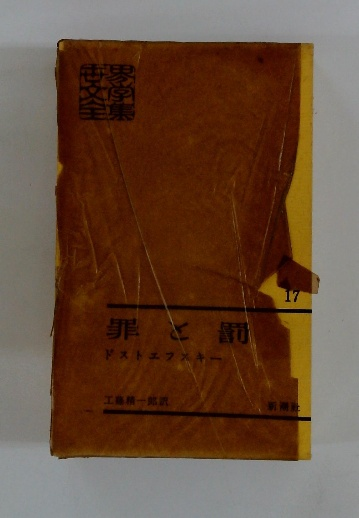 世界文学全集
17
罪と罰
ドストエフスキー
工藤精一郎訳
新潮社